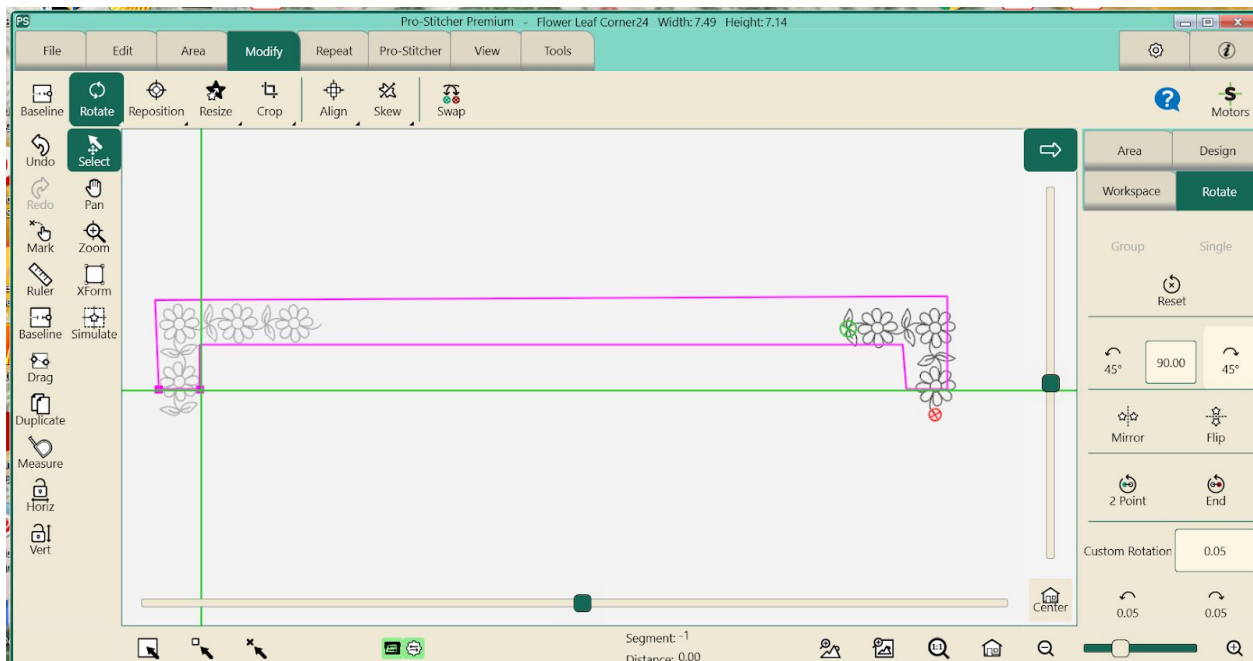 PS Pro-Stitcher Premium - Flower Leaf Corner24 Width: 7.49 Height: 7.14
File Edit Area Modify Repeat Pro-Stitcher View Tools
Baseline Rotate Reposition Resize Crop Align Skew Swap Motors
Undo Select
Redo Pan
Mark Zoom
Ruler XForm
Baseline Simulate
Drag
Duplicate
Measure
Horiz
Vert
Area Design
Workspace Rotate
Group Single
Reset
45° 90.00 45°
Mirror Flip
2 Point End
Custom Rotation 0.05
0.05 0.05
Center
Segment: -1
Distance: 0.00
1:1